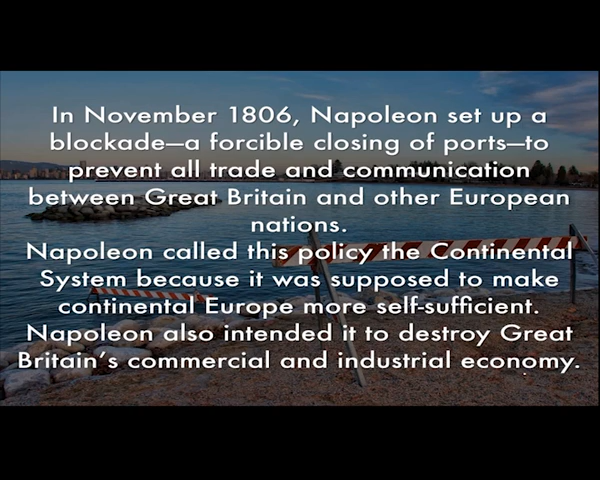 In November 1806, Napoleon set up a
blockade—a forcible closing of ports—to
prevent all trade and communication
between Great Britain and other European
nations.
Napoleon called this policy the Continental
System because it was supposed to make
continental Europe more self-sufficient.
Napoleon also intended it to destroy Great
Britain's commercial and industrial economy.